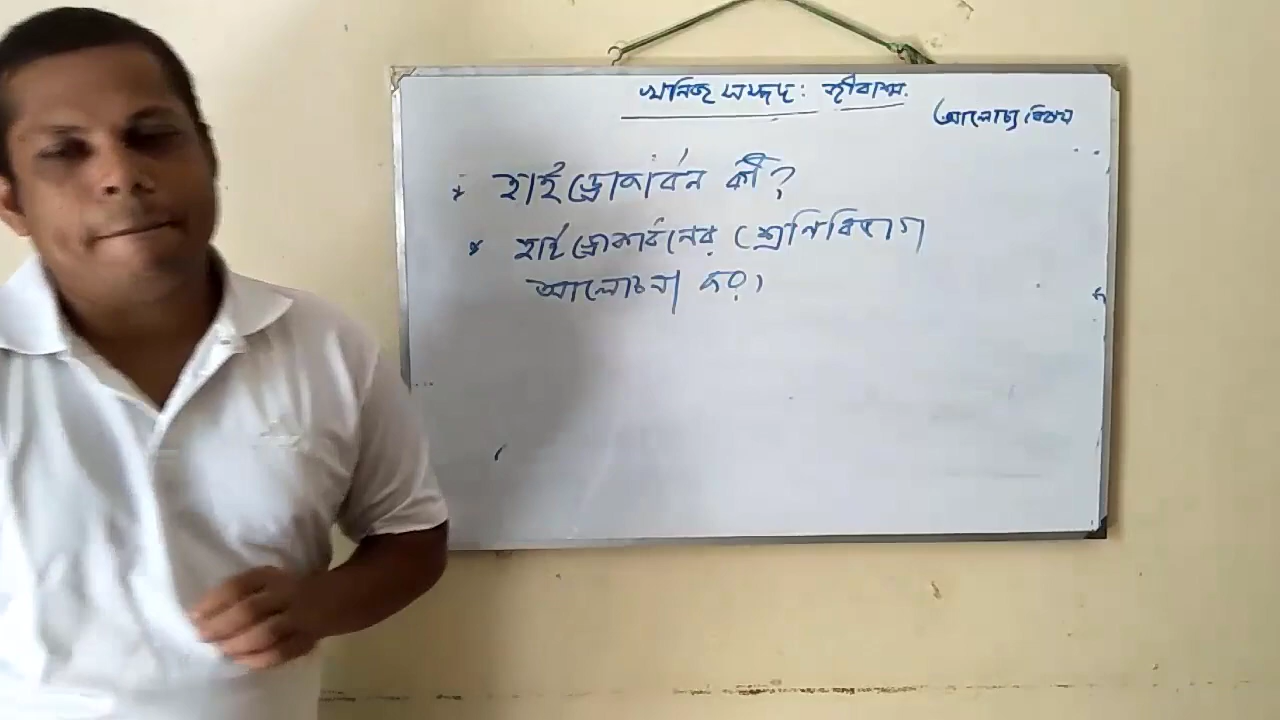 খনিজ সম্পদ: জীবাশ্ম.
আলোচ্য বিষয়
* হাইড্রোকার্বন কী?
* হাইড্রোকার্বনের শ্রেনিবিভাগ
আলোচনা কর।